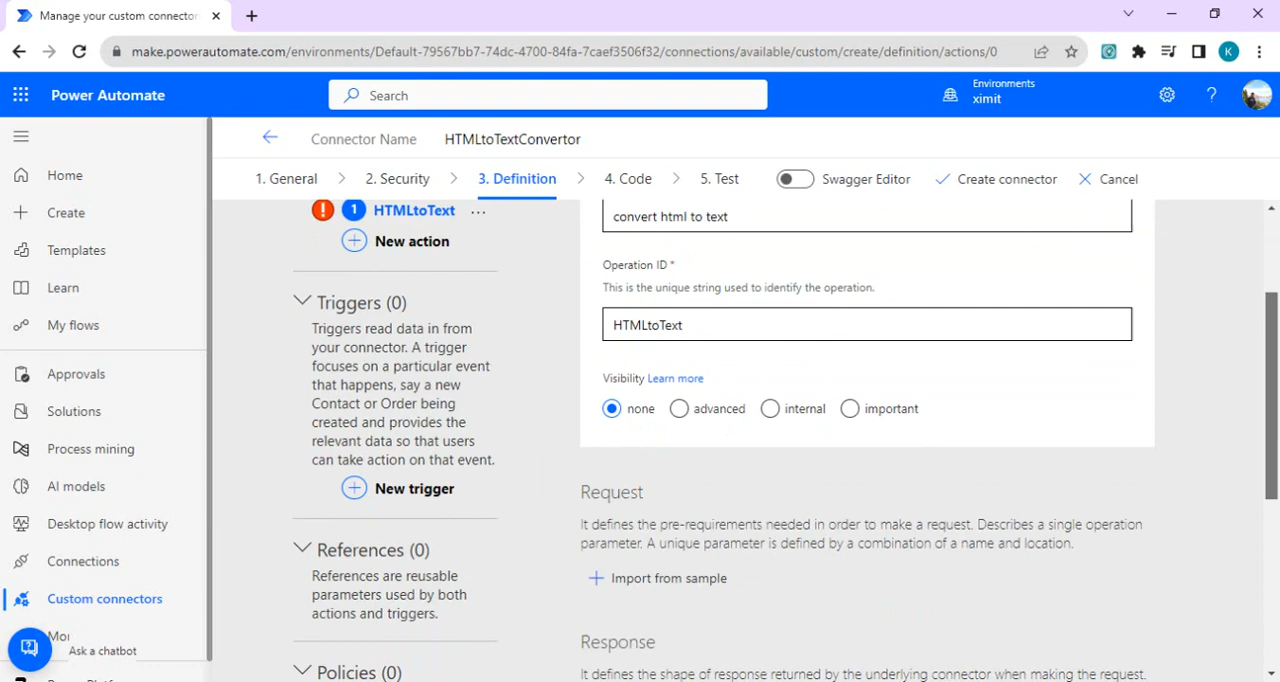 Manage your custom connector
make.powerautomate.com/environments/Default-79567bb7-74dc-4700-84fa-7caef3506f32/connections/available/custom/create/definition/actions/0
K
Power Automate
Search
Environments
ximit
Connector Name
HTMLtoTextConvertor
1. General
2. Security
3. Definition
4. Code
5. Test
Swagger Editor
Create connector
Cancel
Home
Create
Templates
Learn
My flows
Approvals
Solutions
Process mining
AI models
Desktop flow activity
Connections
Custom connectors
Ask a chatbot
! 1 HTMLtoText ...
New action
Triggers (0)
Triggers read data in from
your connector. A trigger
focuses on a particular event
that happens, say a new
Contact or Order being
created and provides the
relevant data so that users
can take action on that event.
New trigger
References (0)
References are reusable
parameters used by both
actions and triggers.
Policies (0)
convert html to text
Operation ID *
This is the unique string used to identify the operation.
HTMLtoText
Visibility Learn more
none
advanced
internal
important
Request
It defines the pre-requirements needed in order to make a request. Describes a single operation
parameter. A unique parameter is defined by a combination of a name and location.
Import from sample
Response
It defines the shape of response returned by the underlying connector when making the request.